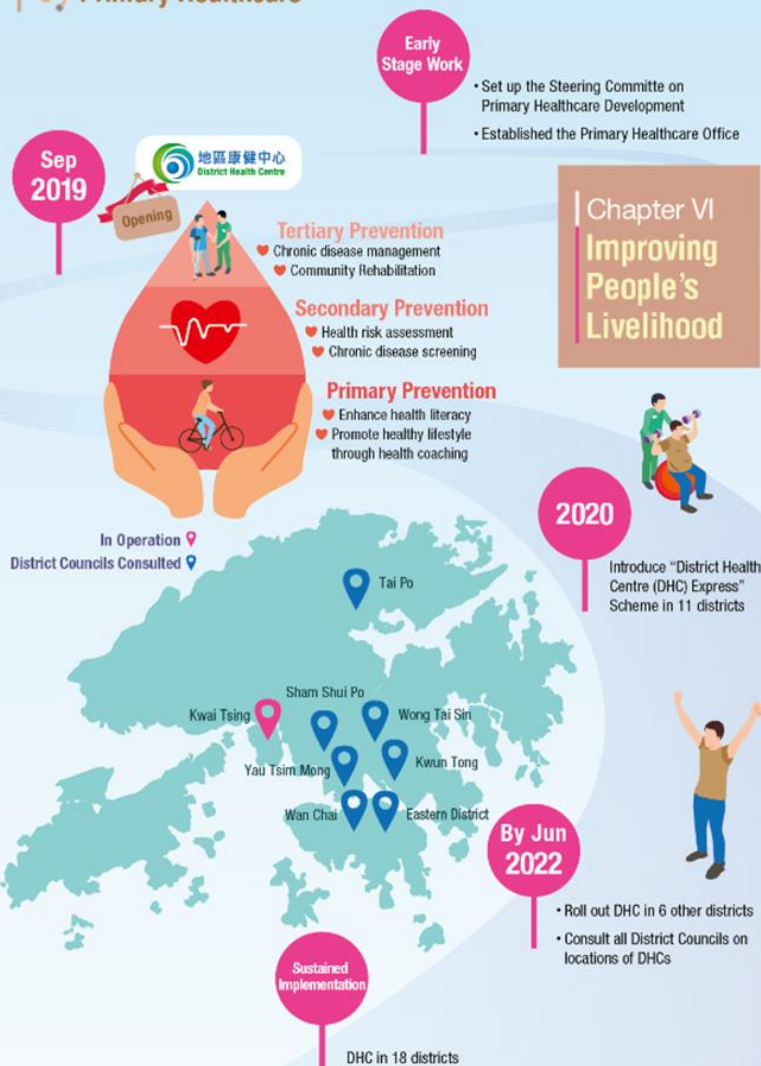 Primary Healthcare
Early
Stage Work
• Set up the Steering Committe on
Primary Healthcare Development
• Established the Primary Healthcare Office
Sep
2019
地區康健中心
District Health Centre
Opening
Chapter VI
Improving
People's
Livelihood
Tertiary Prevention
Chronic disease management
Community Rehabilitation
Secondary Prevention
Health risk assessment
Chronic disease screening
Primary Prevention
Enhance health literacy
Promote healthy lifestyle
through health coaching
2020
Introduce "District Health
Centre (DHC) Express"
Scheme in 11 districts
In Operation
District Councils Consulted
Tai Po
Sham Shui Po
Kwai Tsing
Wong Tai Sin
Yau Tsim Mong
Kwun Tong
Wan Chai
Eastern District
By Jun
2022
• Roll out DHC in 6 other districts
• Consult all District Councils on
locations of DHCs
Sustained
Implementation
DHC in 18 districts